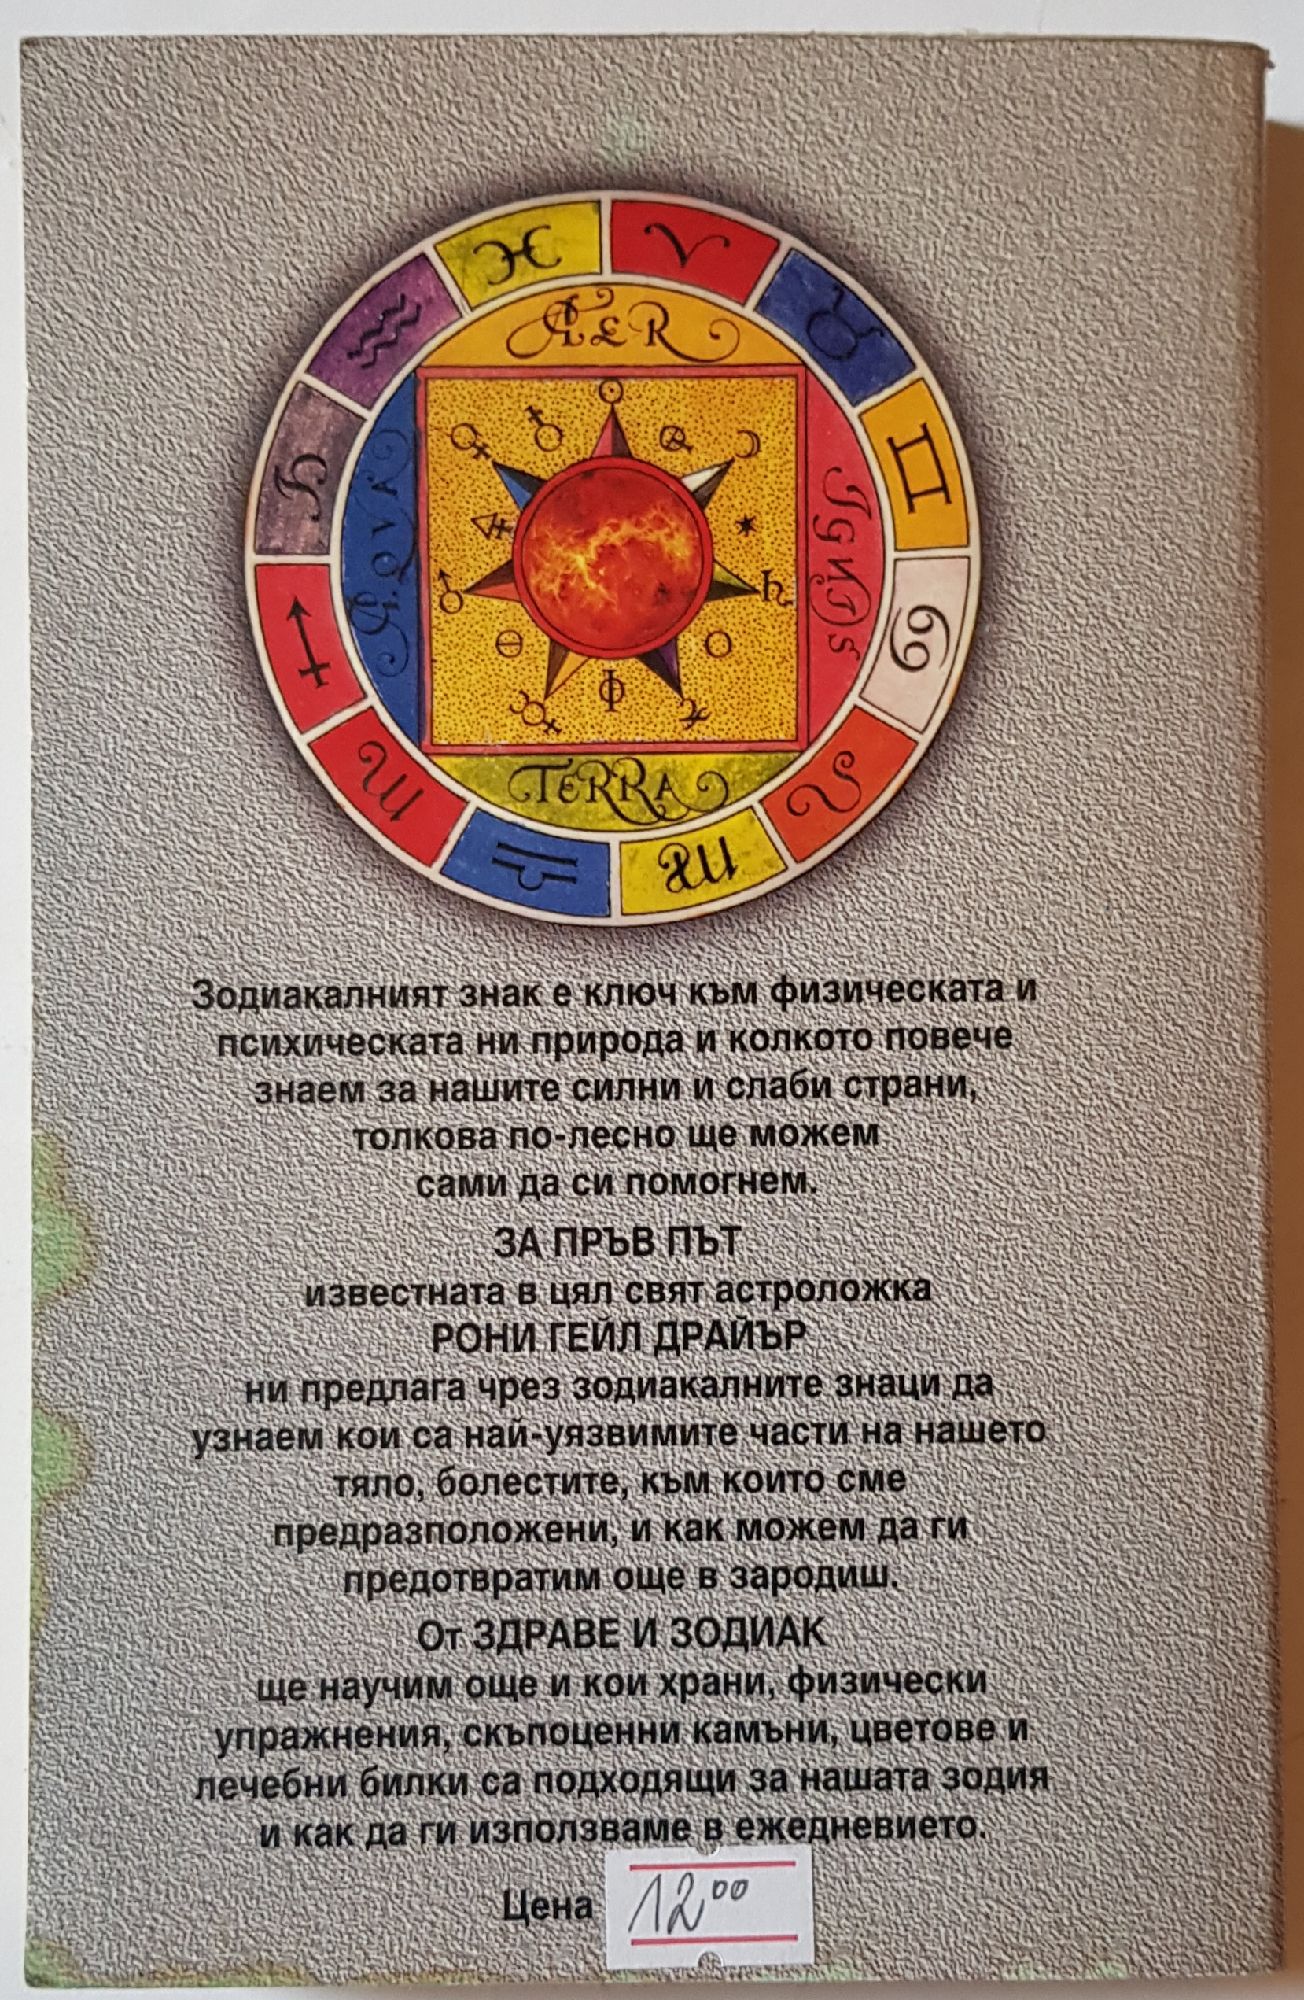 AER
AQVA
IGNIS
TERRA
Зодиакалният знак е ключ към физическата и
психическата ни природа и колкото повече
знаем за нашите силни и слаби страни,
толкова по-лесно ще можем
сами да си помогнем.
ЗА ПРЪВ ПЪТ
известната в цял свят астроложка
РОНИ ГЕЙЛ ДРАЙЪР
ни предлага чрез зодиакалните знаци да
узнаем кои са най-уязвимите части на нашето
тяло, болестите, към които сме
предразположени, и как можем да ги
предотвратим още в зародиш.
От ЗДРАВЕ И ЗОДИАК
ще научим още и кои храни, физически
упражнения, скъпоценни камъни, цветове и
лечебни билки са подходящи за нашата зодия
и как да ги използваме в ежедневието.
Цена 12⁰⁰